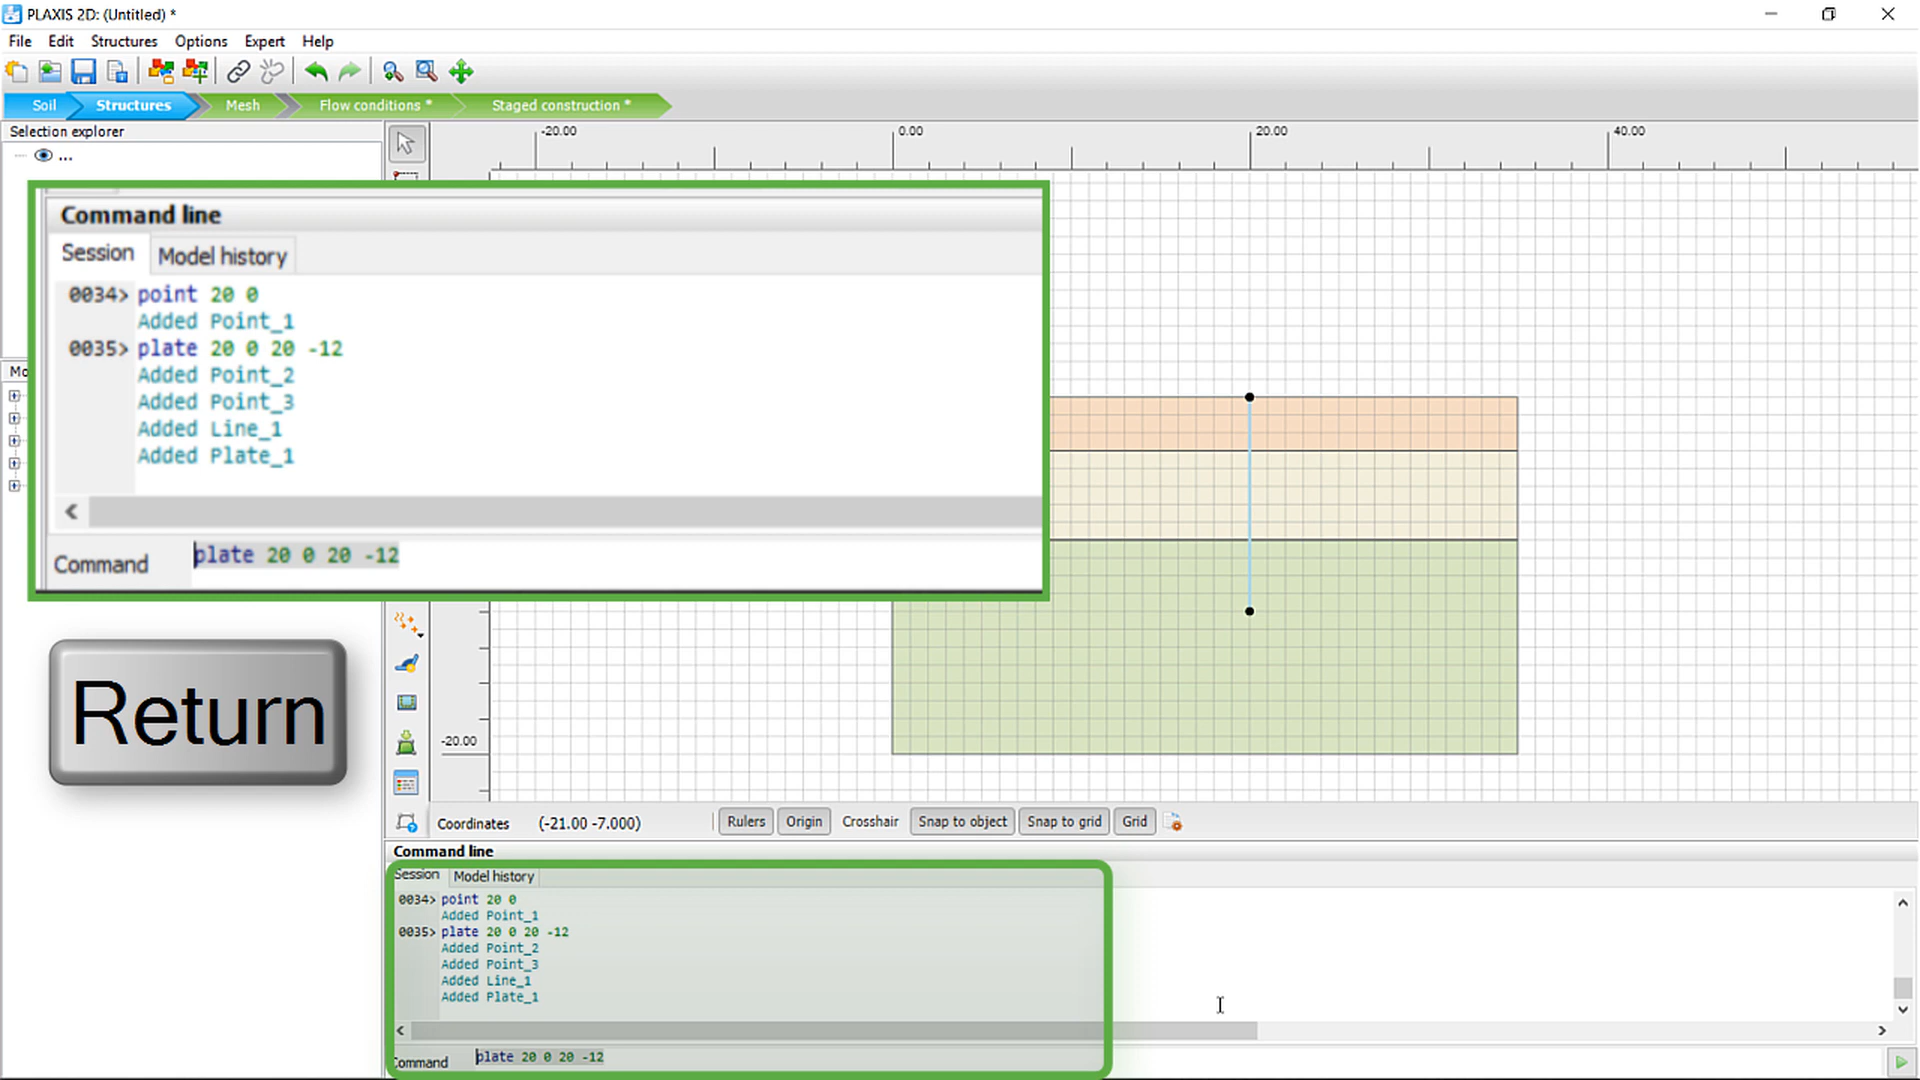 PLAXIS 2D: (Untitled) *
File Edit Structures Options Expert Help
Soil Structures Mesh Flow conditions * Staged construction *
Selection explorer
...
-20.00 0.00 20.00 40.00
Command line
Session Model history
0034> point 20 0
Added Point_1
0035> plate 20 0 20 -12
Added Point_2
Added Point_3
Added Line_1
Added Plate_1
Command plate 20 0 20 -12
Return
-20.00
Coordinates (-21.00 -7.000) Rulers Origin Crosshair Snap to object Snap to grid Grid
Command line
Session Model history
0034> point 20 0
Added Point_1
0035> plate 20 0 20 -12
Added Point_2
Added Point_3
Added Line_1
Added Plate_1
Command plate 20 0 20 -12